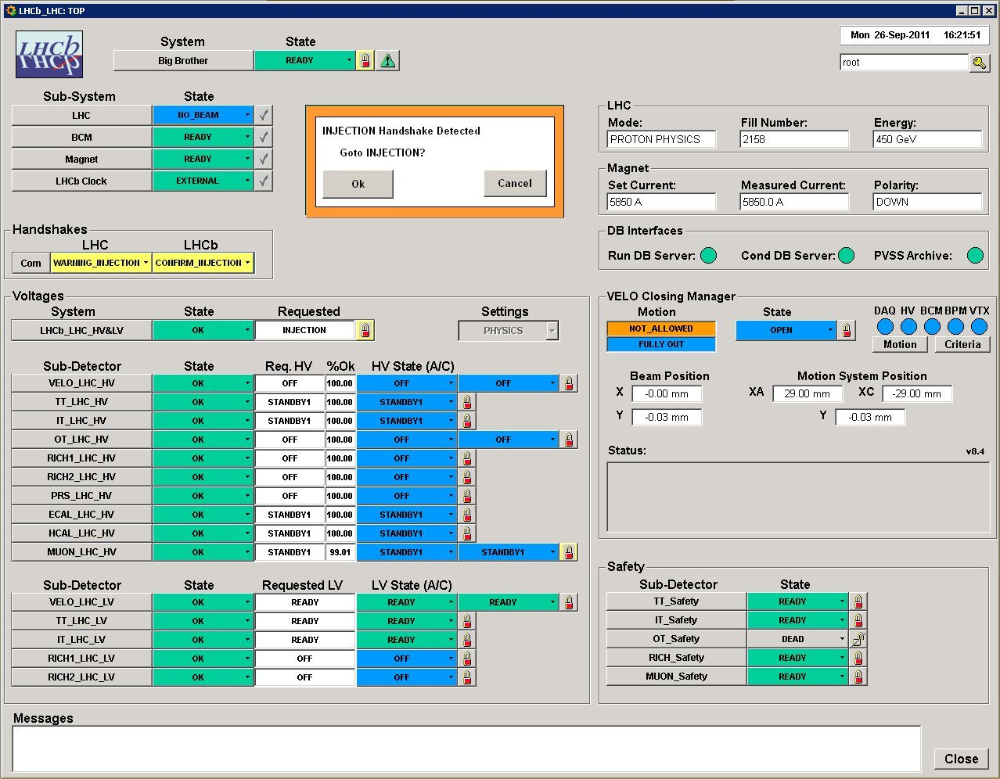 LHCb_LHC: TOP
LHCb
LHCb
System State
Big Brother READY
Mon 26-Sep-2011 16:21:51
root
Sub-System State
LHC NO_BEAM
BCM READY
Magnet READY
LHCb Clock EXTERNAL
INJECTION Handshake Detected
Goto INJECTION?
Ok Cancel
LHC
Mode: Fill Number: Energy:
PROTON PHYSICS 2158 450 GeV
Magnet
Set Current: Measured Current: Polarity:
5850 A 5850.0 A DOWN
Handshakes
LHC LHCb
Com WARNING_INJECTION CONFIRM_INJECTION
DB Interfaces
Run DB Server: Cond DB Server: PVSS Archive:
Voltages
System State Requested Settings
LHCb_LHC_HV&LV OK INJECTION PHYSICS
Sub-Detector State Req. HV %Ok HV State (A/C)
VELO_LHC_HV OK OFF 100.00 OFF OFF
TT_LHC_HV OK STANDBY1 100.00 STANDBY1
IT_LHC_HV OK STANDBY1 100.00 STANDBY1
OT_LHC_HV OK OFF 100.00 OFF OFF
RICH1_LHC_HV OK OFF 100.00 OFF
RICH2_LHC_HV OK OFF 100.00 OFF
PRS_LHC_HV OK OFF 100.00 OFF
ECAL_LHC_HV OK STANDBY1 100.00 STANDBY1
HCAL_LHC_HV OK STANDBY1 100.00 STANDBY1
MUON_LHC_HV OK STANDBY1 99.01 STANDBY1 STANDBY1
Sub-Detector State Requested LV LV State (A/C)
VELO_LHC_LV OK READY READY READY
TT_LHC_LV OK READY READY
IT_LHC_LV OK READY READY
RICH1_LHC_LV OK OFF OFF
RICH2_LHC_LV OK OFF OFF
VELO Closing Manager
Motion State DAQ HV BCM BPM VTX
NOT_ALLOWED OPEN
FULLY OUT Motion Criteria
Beam Position Motion System Position
X -0.00 mm XA 29.00 mm XC -29.00 mm
Y -0.03 mm Y -0.03 mm
Status: v8.4
Safety
Sub-Detector State
TT_Safety READY
IT_Safety READY
OT_Safety DEAD
RICH_Safety READY
MUON_Safety READY
Messages
Close